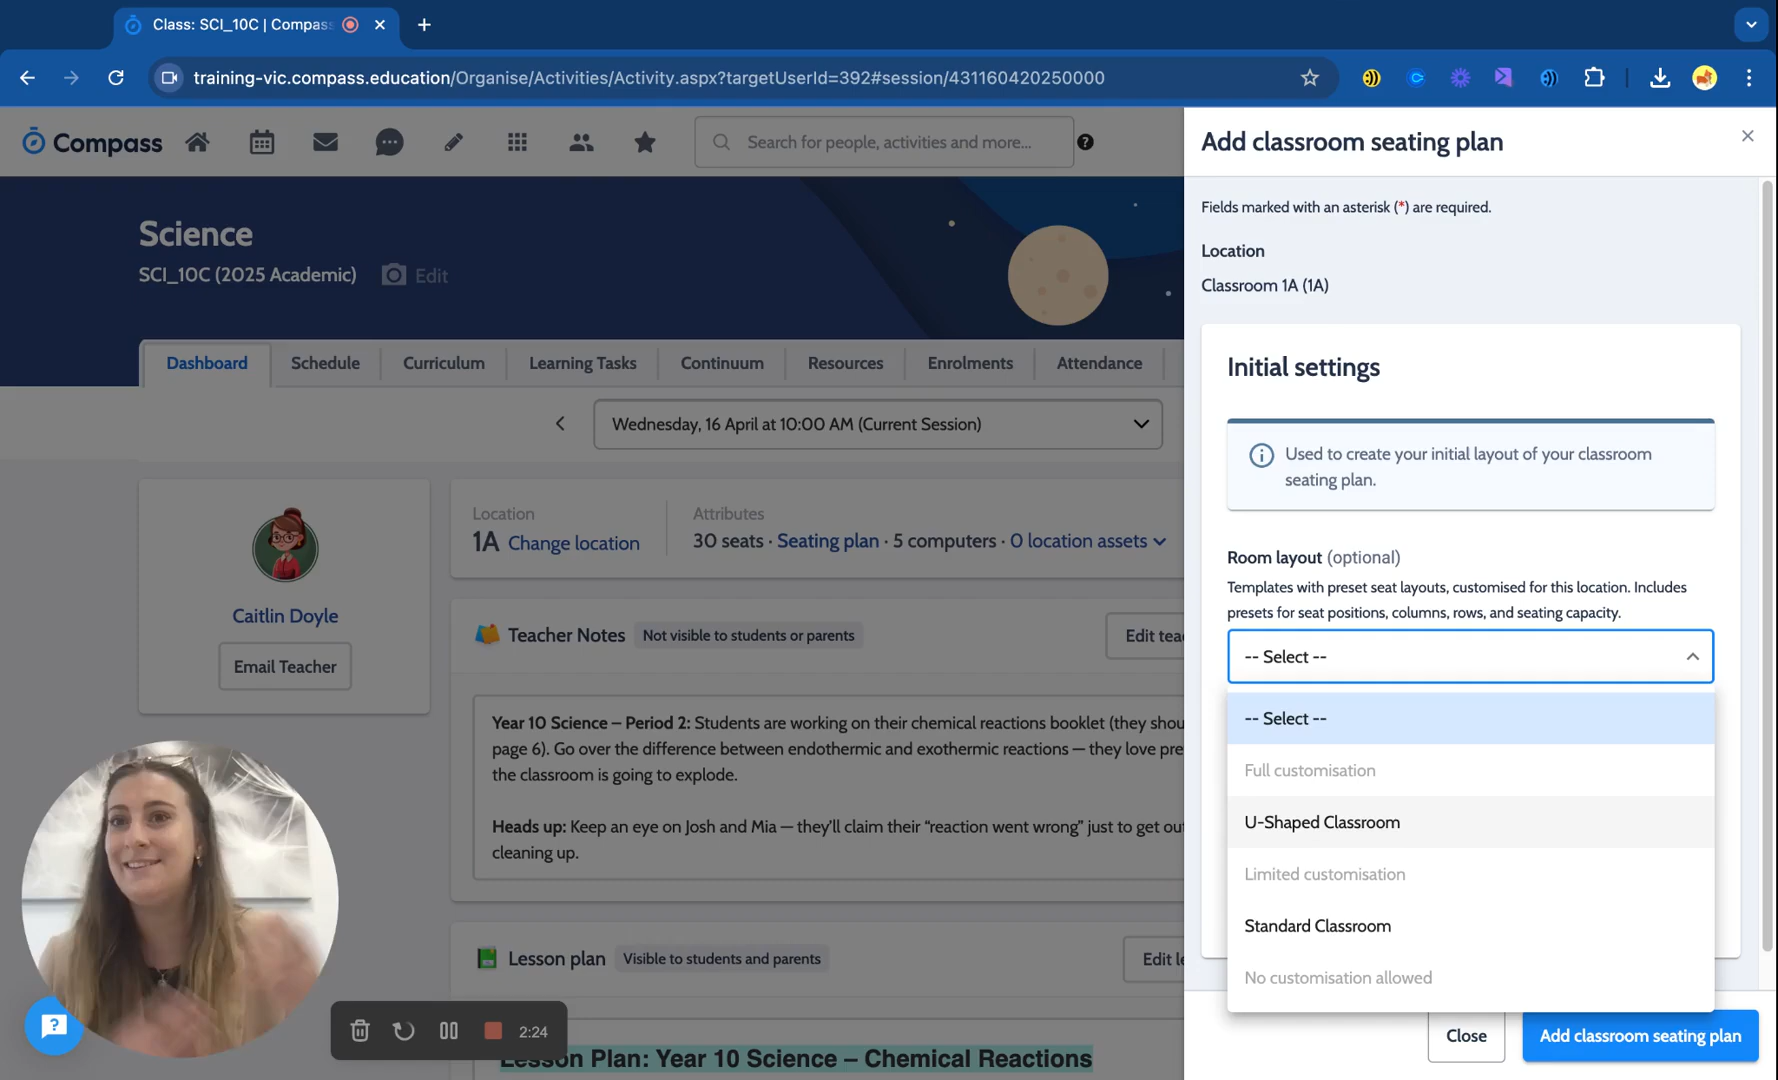 Class: SCI_10C | Compass
training-vic.compass.education/Organise/Activities/Activity.aspx?targetUserId=392#session/431160420250000
Compass
Search for people, activities and more...
Science
SCI_10C (2025 Academic)
Edit
Dashboard
Schedule
Curriculum
Learning Tasks
Continuum
Resources
Enrolments
Attendance
Wednesday, 16 April at 10:00 AM (Current Session)
Caitlin Doyle
Email Teacher
Location
1A Change location
Attributes
30 seats · Seating plan · 5 computers · 0 location assets
Teacher Notes
Not visible to students or parents
Edit
Year 10 Science – Period 2: Students are working on their chemical reactions booklet (they
page 6). Go over the difference between endothermic and exothermic reactions — they love
the classroom is going to explode.
Heads up: Keep an eye on Josh and Mia — they'll claim their “reaction went wrong” just to get
cleaning up.
Lesson plan
Visible to students and parents
Edit
2:24
Lesson Plan: Year 10 Science – Chemical Reactions
Add classroom seating plan
Fields marked with an asterisk (*) are required.
Location
Classroom 1A (1A)
Initial settings
Used to create your initial layout of your classroom
seating plan.
Room layout (optional)
Templates with preset seat layouts, customised for this location. Includes
presets for seat positions, columns, rows, and seating capacity.
-- Select --
-- Select --
Full customisation
U-Shaped Classroom
Limited customisation
Standard Classroom
No customisation allowed
Close
Add classroom seating plan